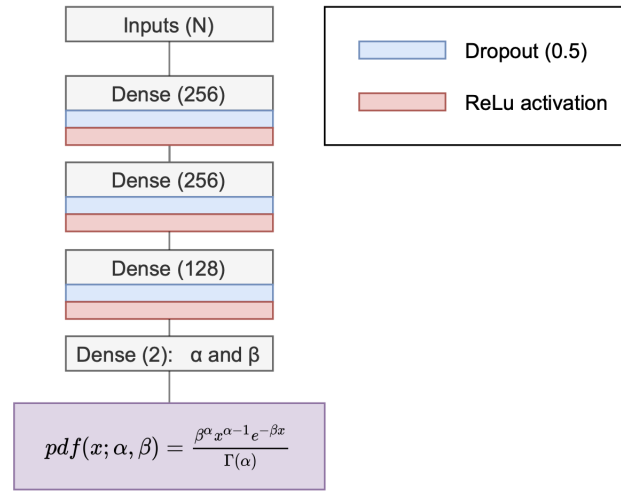 Inputs (N)
Dense (256)
Dense (256)
Dense (128)
Dense (2): α and β
pdf(x; α, β) = β^α x^{α−1} e^{−βx} / Γ(α)
Dropout (0.5)
ReLu activation